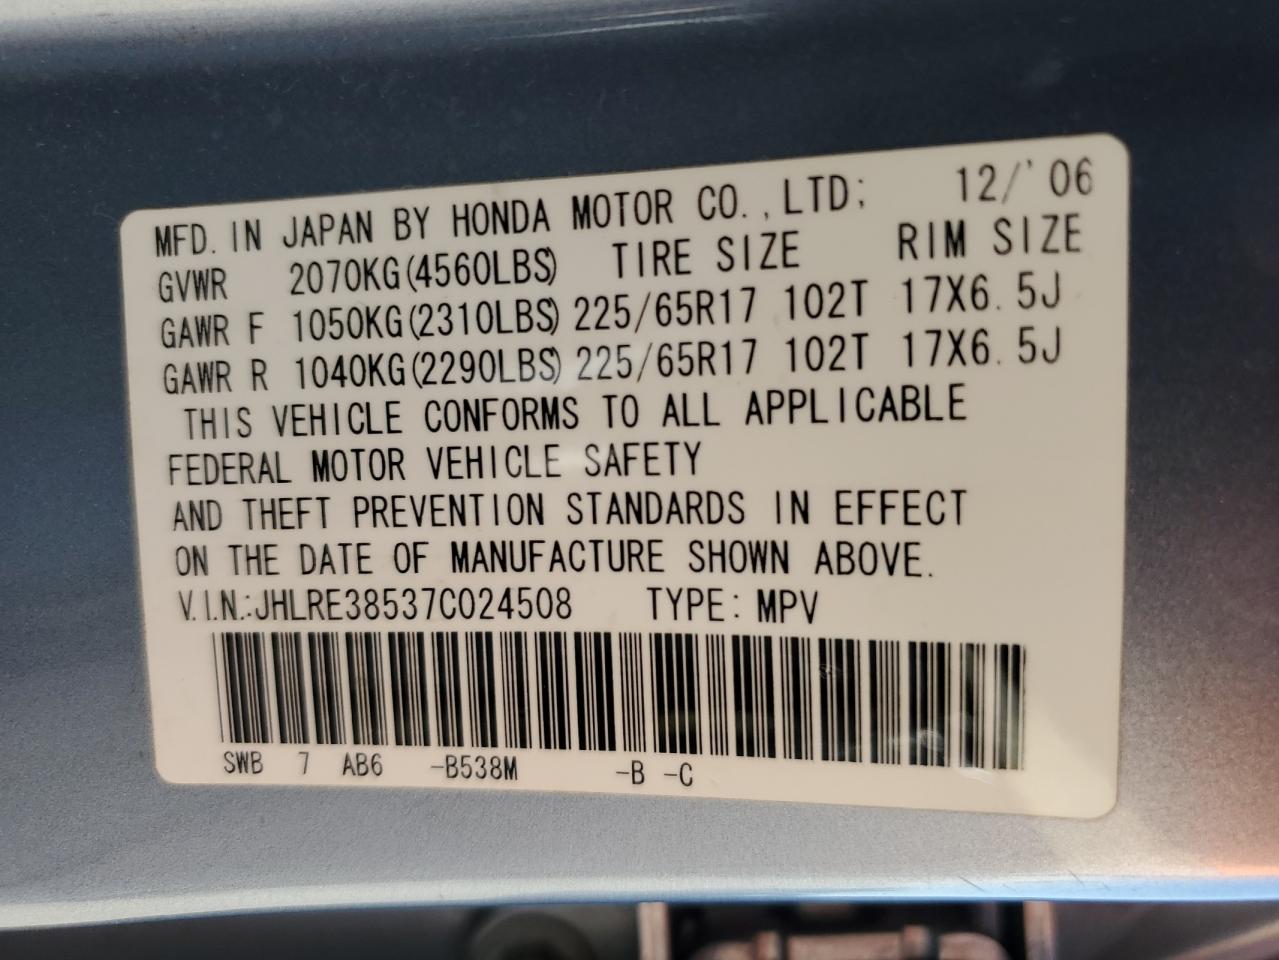 MFD. IN JAPAN BY HONDA MOTOR CO., LTD; 12/'06
GVWR 2070KG(4560LBS) TIRE SIZE RIM SIZE
GAWR F 1050KG(2310LBS) 225/65R17 102T 17X6.5J
GAWR R 1040KG(2290LBS) 225/65R17 102T 17X6.5J
THIS VEHICLE CONFORMS TO ALL APPLICABLE
FEDERAL MOTOR VEHICLE SAFETY
AND THEFT PREVENTION STANDARDS IN EFFECT
ON THE DATE OF MANUFACTURE SHOWN ABOVE.
V.I.N.:JHLRE38537C024508 TYPE: MPV
SWB 7 AB6 -B538M -B -C